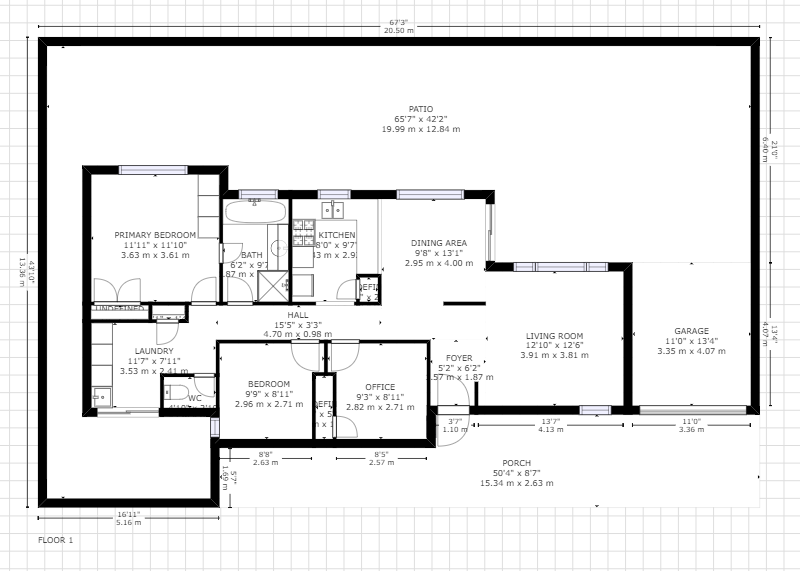 67'3"
20.50 m
PATIO
65'7" x 42'2"
19.99 m x 12.84 m
21'0"
6.40 m
43'10"
13.36 m
PRIMARY BEDROOM
11'11" x 11'10"
3.63 m x 3.61 m
BATH
6'2" x 9'7
.87 m x
KITCHEN
8'0" x 9'7"
43 m x 2.9
DINING AREA
9'8" x 13'1"
2.95 m x 4.00 m
UNDEFINED
HALL
15'5" x 3'3"
4.70 m x 0.98 m
LIVING ROOM
12'10" x 12'6"
3.91 m x 3.81 m
GARAGE
11'0" x 13'4"
3.35 m x 4.07 m
13'4"
4.07 m
LAUNDRY
11'7" x 7'11"
3.53 m x 2.41 m
WC
FOYER
5'2" x 6'2"
.57 m x 1.87 m
BEDROOM
9'9" x 8'11"
2.96 m x 2.71 m
OFFICE
9'3" x 8'11"
2.82 m x 2.71 m
3'7"
1.10 m
13'7"
4.13 m
11'0"
3.36 m
8'8"
2.63 m
8'5"
2.57 m
5'7"
1.69 m
PORCH
50'4" x 8'7"
15.34 m x 2.63 m
16'11"
5.16 m
FLOOR 1